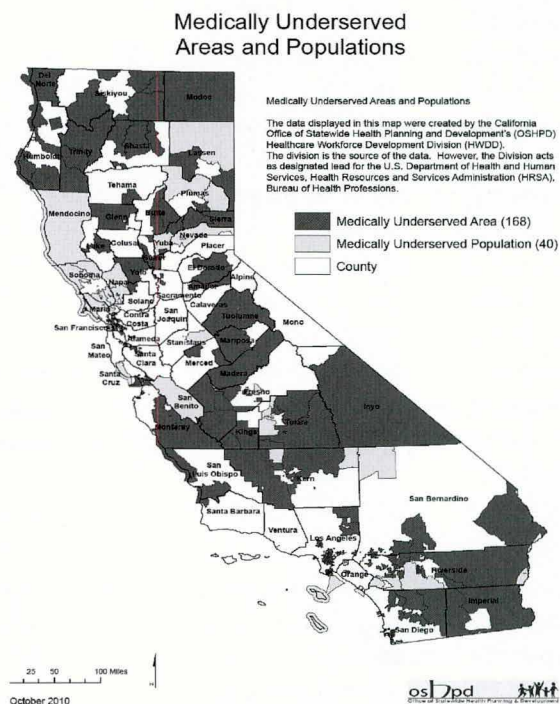 Medically Underserved
Areas and Populations
Medically Underserved Areas and Populations
The data displayed in this map were created by the California
Office of Statewide Health Planning and Development's (OSHPD)
Healthcare Workforce Development Division (HWDD).
The division is the source of the data. However, the Division acts
as designated lead for the U.S. Department of Health and Human
Services, Health Resources and Services Administration (HRSA),
Bureau of Health Professions.
Medically Underserved Area (168)
Medically Underserved Population (40)
County
Del
Norte
Siskiyou
Modoc
Humboldt
Trinity
Shasta
Lassen
Tehama
Plumas
Mendocino
Glenn
Butte
Sierra
Nevada
Lake
Colusa
Yuba
Placer
Sonoma
Napa
Yolo
El Dorado
Alpine
Amador
Solano
Sacramento
Calaveras
Marin
Contra
Costa
San
Joaquin
Tuolumne
Mono
San Francisco
Alameda
Stanislaus
Mariposa
San
Mateo
Santa
Clara
Merced
Madera
Santa
Cruz
Fresno
San
Benito
Inyo
Monterey
Kings
Tulare
San
Luis Obispo
Kern
San Bernardino
Santa Barbara
Ventura
Los Angeles
Orange
Riverside
San Diego
Imperial
25 50 100 Miles
October 2010
oshpd
Office of Statewide Health Planning & Development